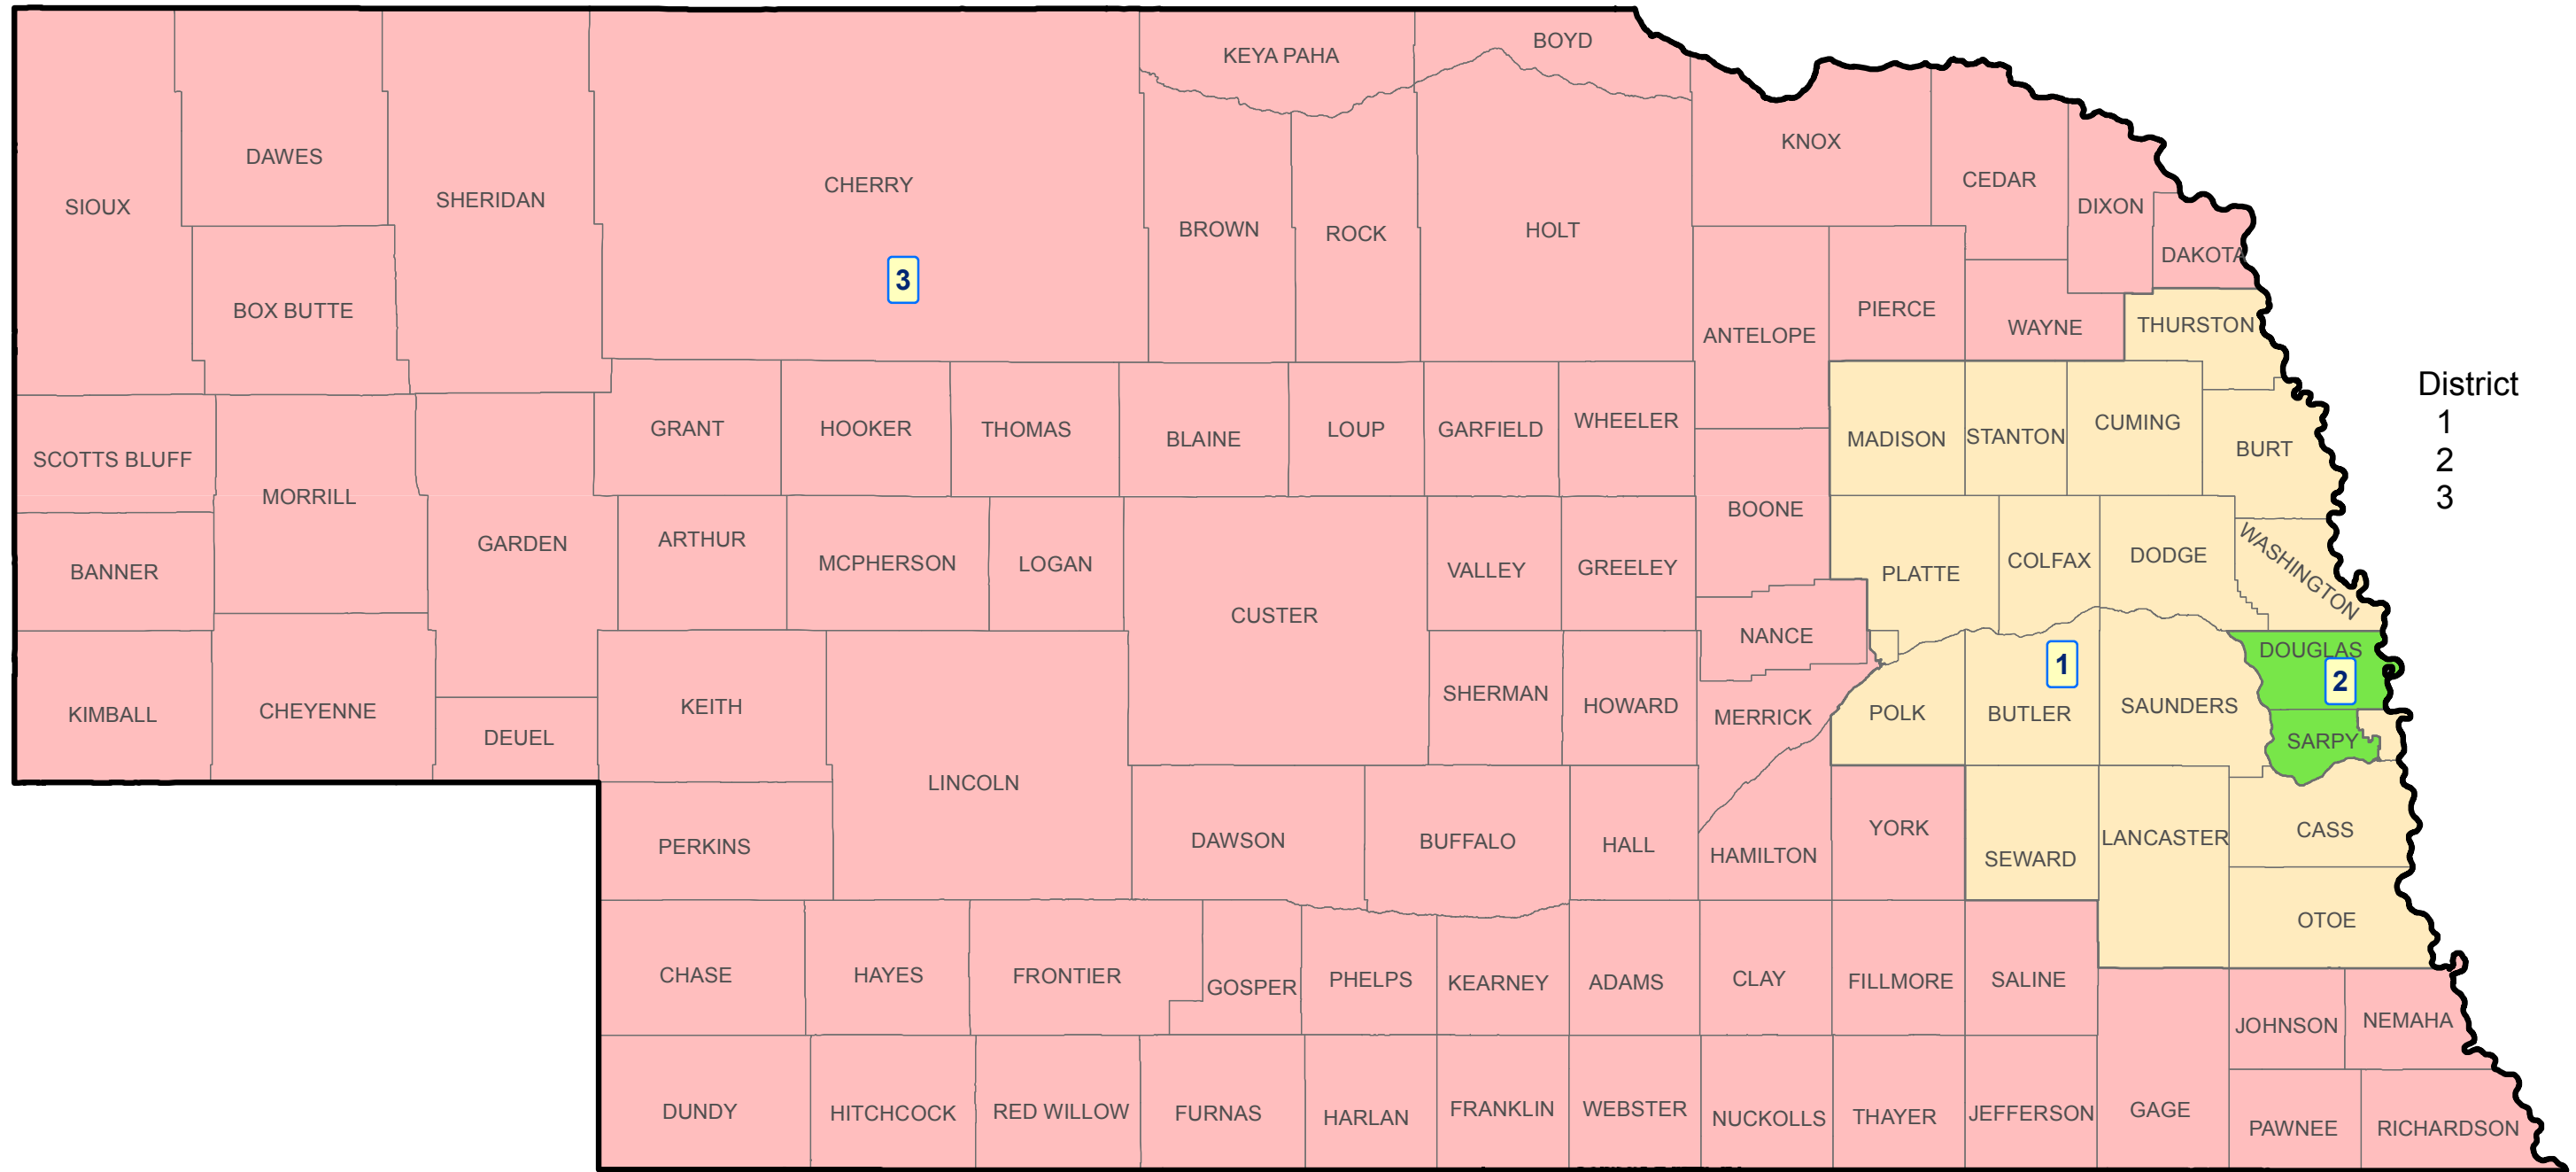 KEYA PAHA
BOYD
KNOX
DAWES
CHERRY
CEDAR
SHERIDAN
SIOUX
DIXON
BROWN
ROCK
HOLT
DAKOTA
3
BOX BUTTE
PIERCE
THURSTON
WAYNE
ANTELOPE
District
1
2
3
GRANT
HOOKER
THOMAS
BLAINE
LOUP
GARFIELD
WHEELER
MADISON
STANTON
CUMING
BURT
SCOTTS BLUFF
MORRILL
BOONE
GARDEN
ARTHUR
MCPHERSON
LOGAN
VALLEY
GREELEY
PLATTE
COLFAX
DODGE
WASHINGTON
BANNER
CUSTER
NANCE
1
DOUGLAS
2
KIMBALL
CHEYENNE
DEUEL
KEITH
SHERMAN
HOWARD
MERRICK
POLK
BUTLER
SAUNDERS
SARPY
LINCOLN
PERKINS
DAWSON
BUFFALO
HALL
HAMILTON
YORK
SEWARD
LANCASTER
CASS
OTOE
CHASE
HAYES
FRONTIER
GOSPER
PHELPS
KEARNEY
ADAMS
CLAY
FILLMORE
SALINE
JOHNSON
NEMAHA
DUNDY
HITCHCOCK
RED WILLOW
FURNAS
HARLAN
FRANKLIN
WEBSTER
NUCKOLLS
THAYER
JEFFERSON
GAGE
PAWNEE
RICHARDSON